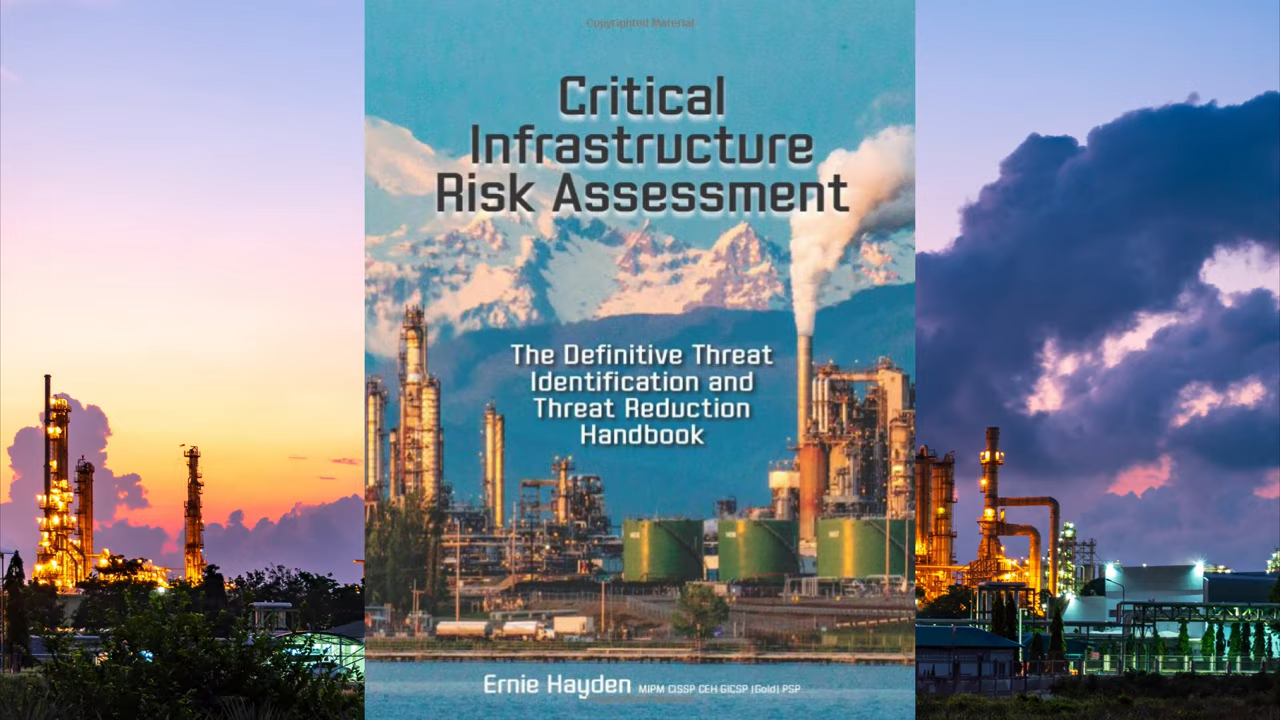 Copyrighted Material
Critical
Infrastructure
Risk Assessment
The Definitive Threat
Identification and
Threat Reduction
Handbook
Ernie Hayden MIPM CISSP CEH GICSP (Gold) PSP